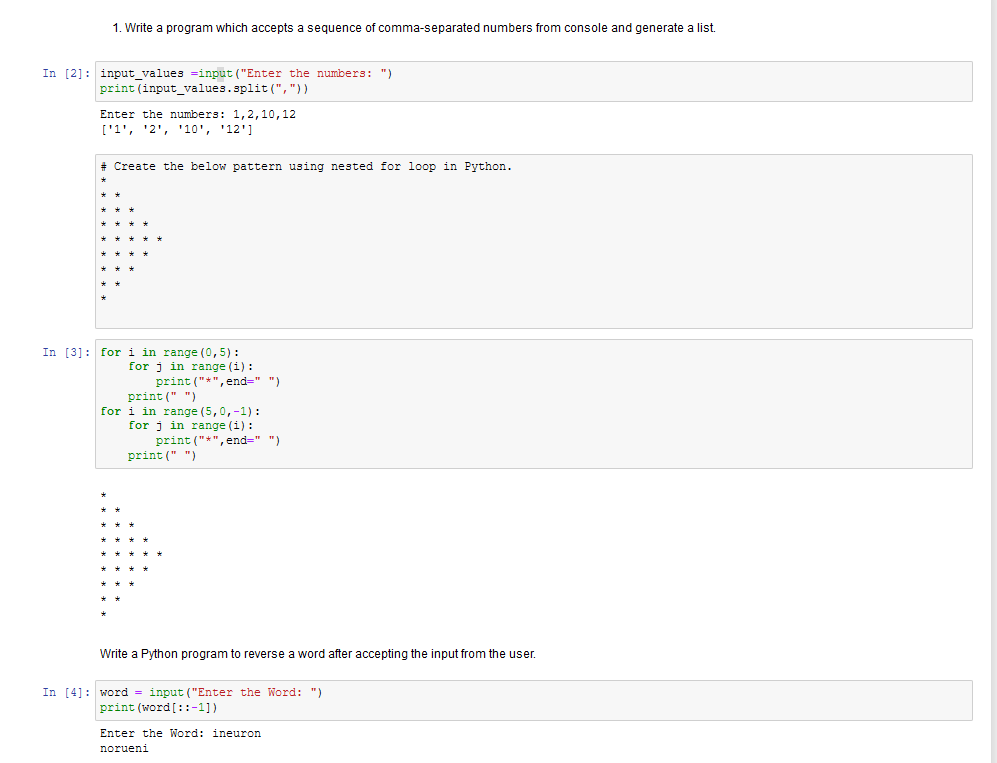 1. Write a program which accepts a sequence of comma-separated numbers from console and generate a list.
In [2]: input_values =input("Enter the numbers: ")
print(input_values.split(","))
Enter the numbers: 1,2,10,12
['1', '2', '10', '12']
# Create the below pattern using nested for loop in Python.
*
* *
* * *
* * * *
* * * * *
* * * *
* * *
* *
*
In [3]: for i in range(0,5):
    for j in range(i):
        print("*",end=" ")
    print(" ")
for i in range(5,0,-1):
    for j in range(i):
        print("*",end=" ")
    print(" ")
*
* *
* * *
* * * *
* * * * *
* * * *
* * *
* *
*
Write a Python program to reverse a word after accepting the input from the user.
In [4]: word = input("Enter the Word: ")
print(word[::-1])
Enter the Word: ineuron
norueni